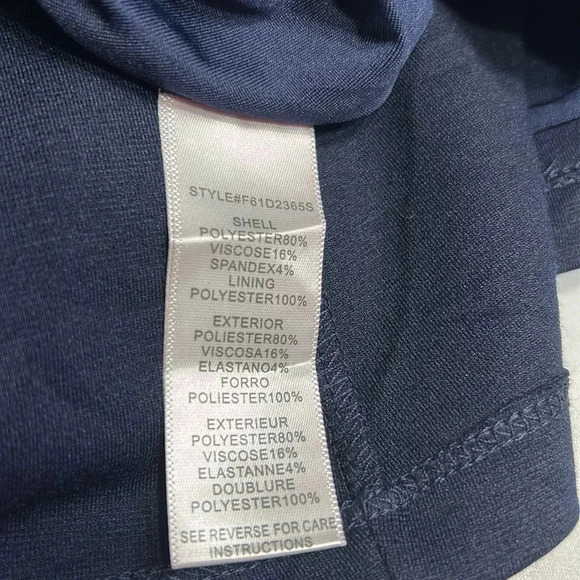 STYLE#F61D2365S
SHELL
POLYESTER80%
VISCOSE16%
SPANDEX4%
LINING
POLYESTER100%
EXTERIOR
POLIESTER80%
VISCOSA16%
ELASTANO4%
FORRO
POLIESTER100%
EXTERIEUR
POLYESTER80%
VISCOSE16%
ELASTANNE4%
DOUBLURE
POLYESTER100%
SEE REVERSE FOR CARE
INSTRUCTIONS